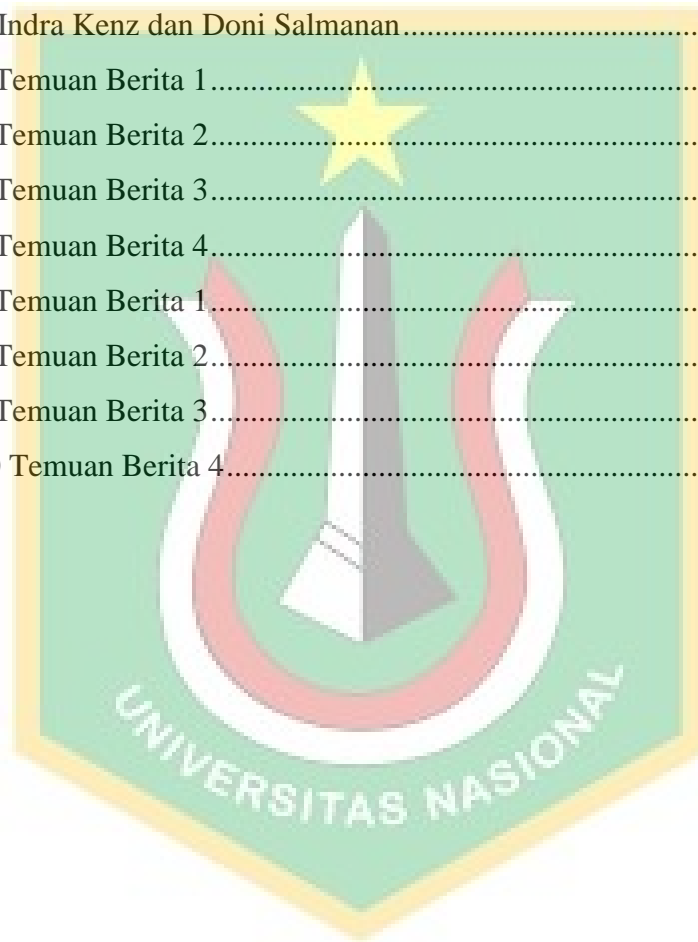 Indra Kenz dan Doni Salmanan........................................
Temuan Berita 1.................................................................
Temuan Berita 2.................................................................
Temuan Berita 3.................................................................
Temuan Berita 4.................................................................
Temuan Berita 1.................................................................
Temuan Berita 2.................................................................
Temuan Berita 3.................................................................
Temuan Berita 4...............................................................
UNIVERSITAS NASIONAL